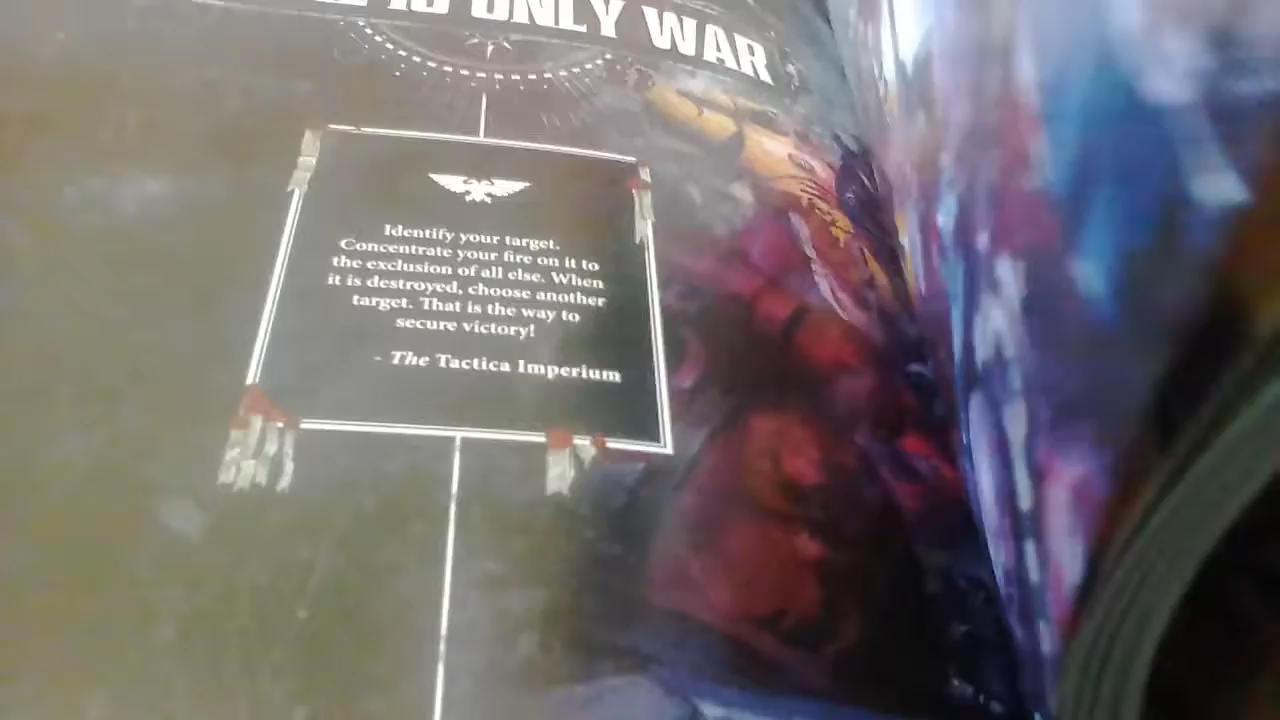 IS ONLY WAR
Identify your target.
Concentrate your fire on it to
the exclusion of all else. When
it is destroyed, choose another
target. That is the way to
secure victory!
- The Tactica Imperium